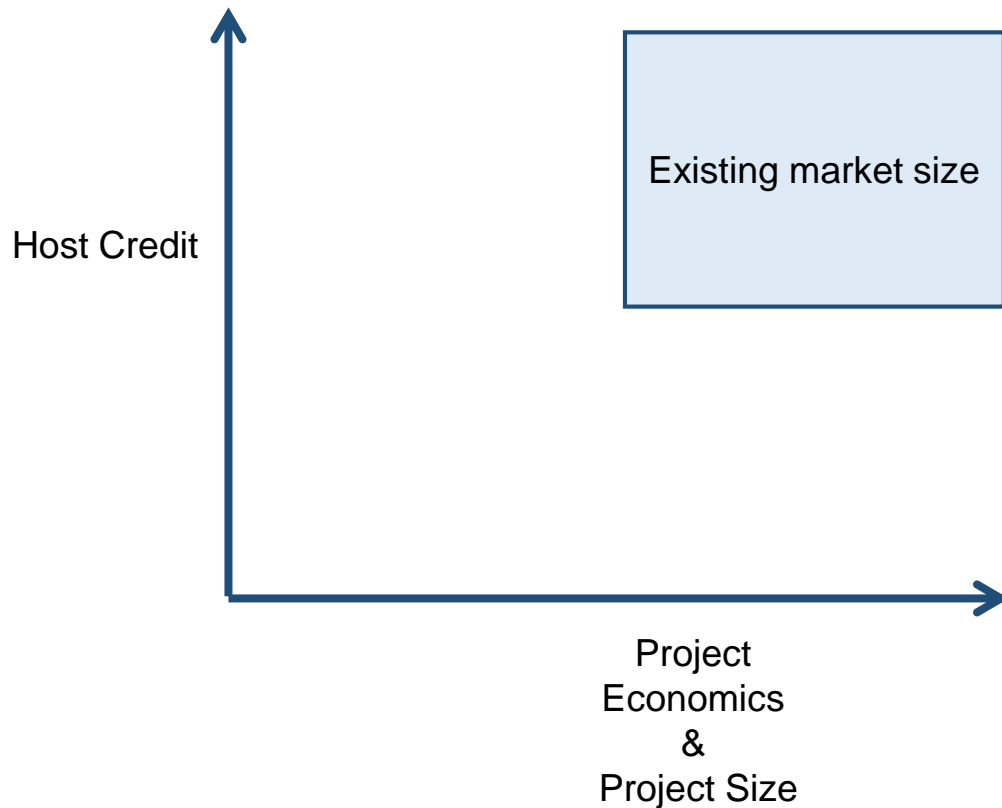 Existing market size
Host Credit
Project
Economics
&
Project Size